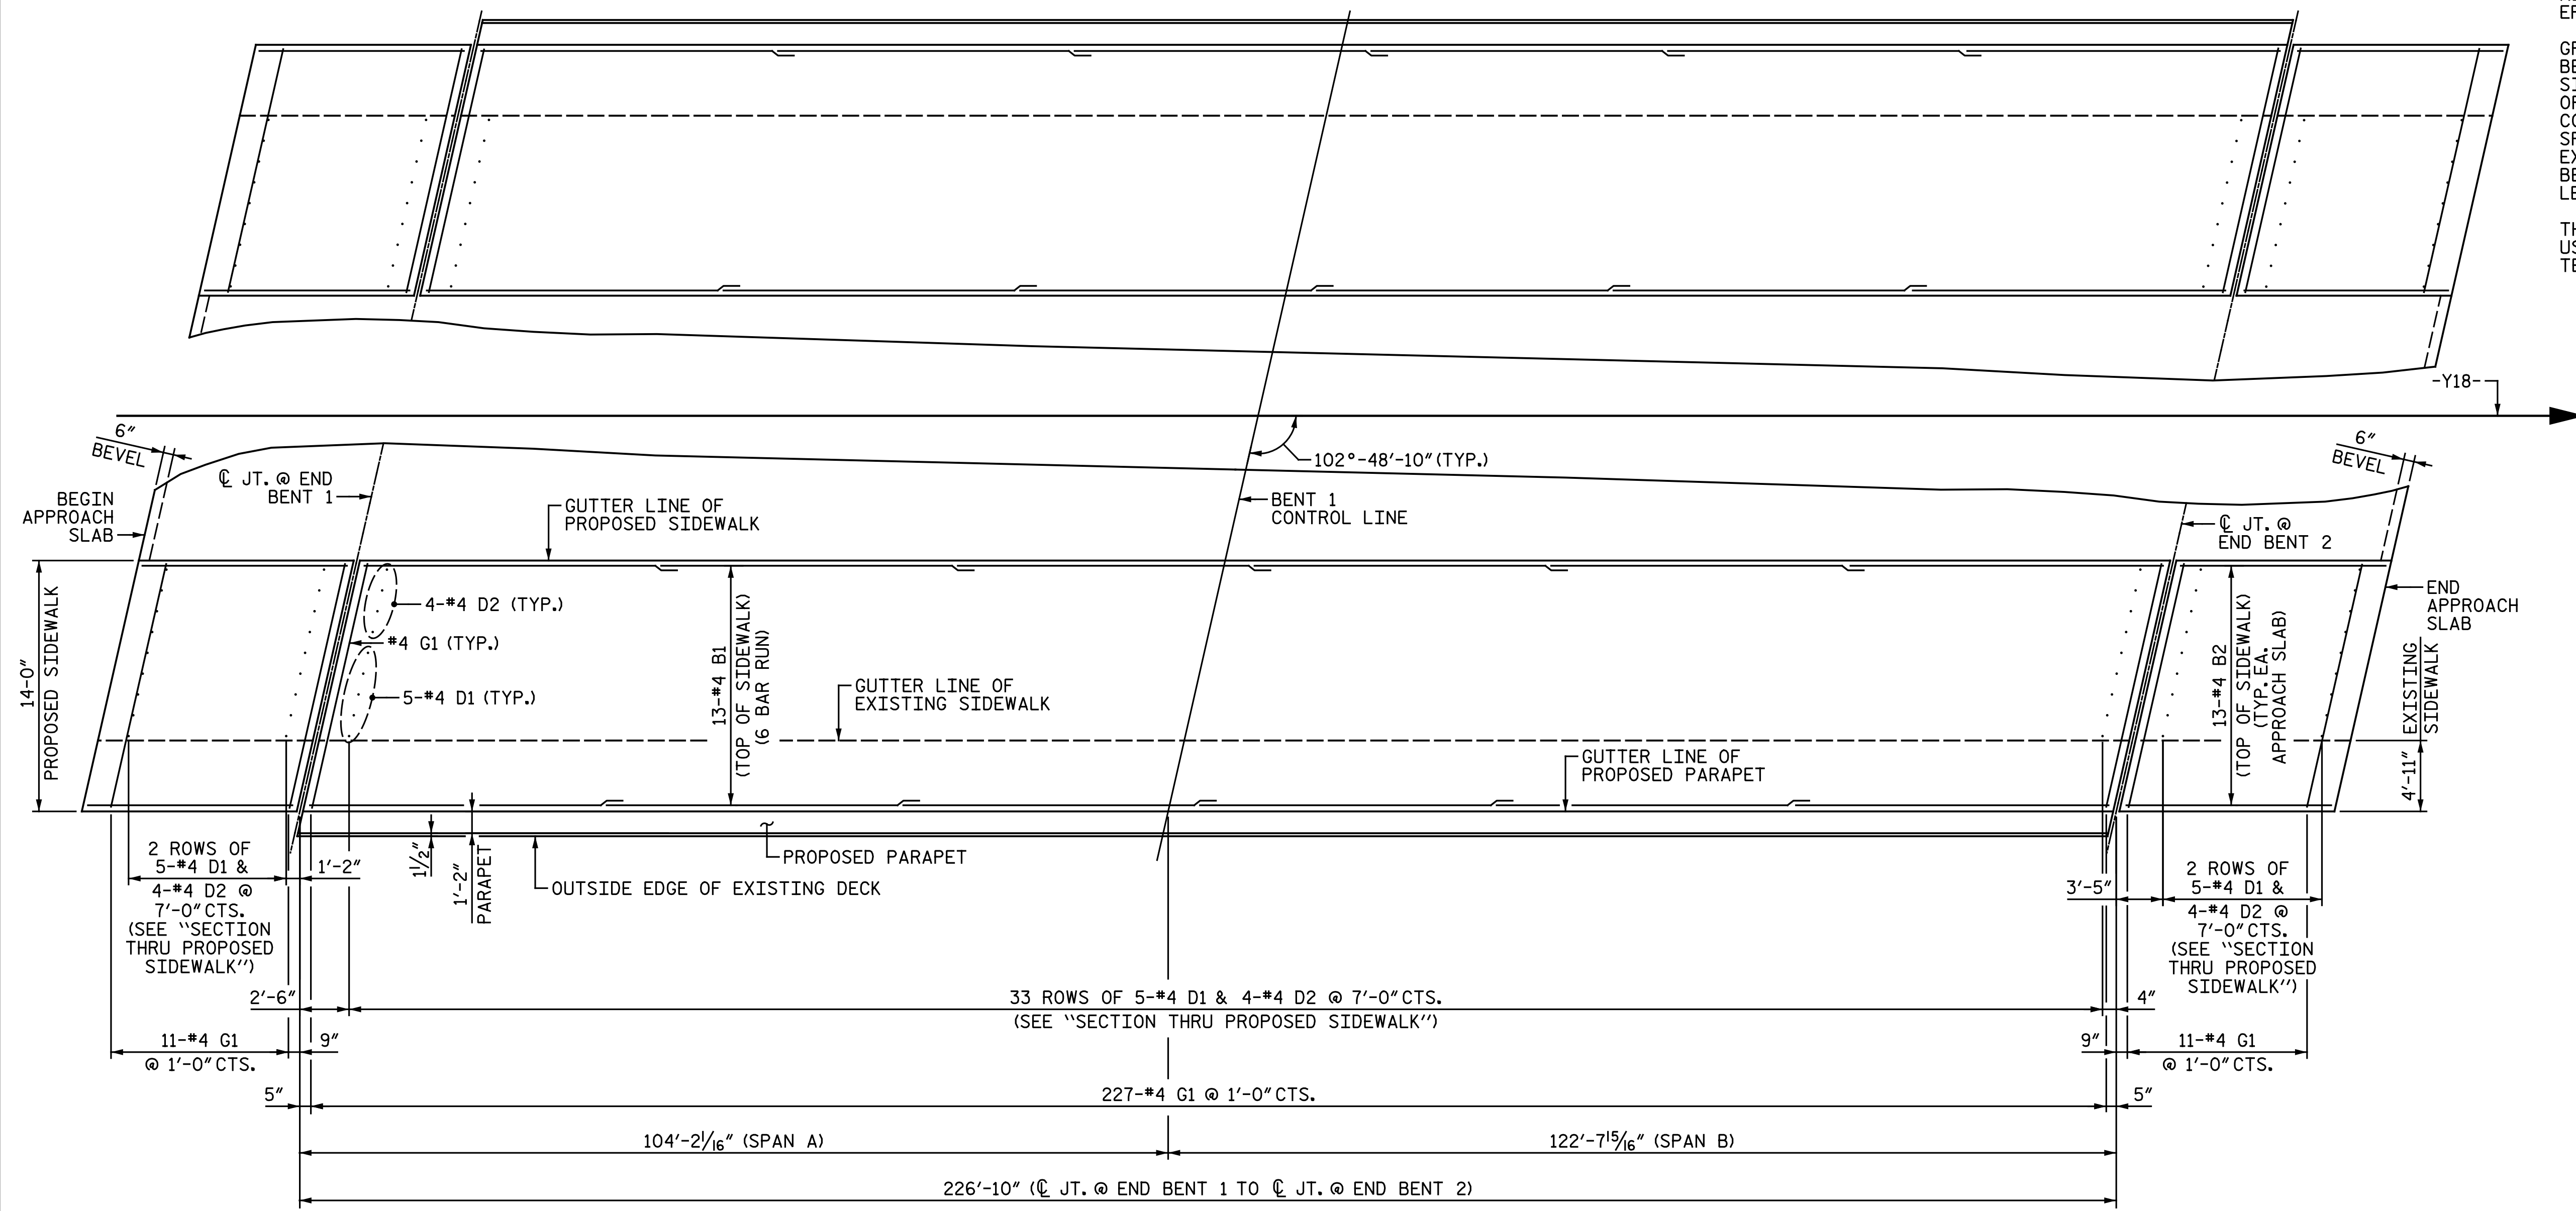 -Y18-
6"
BEVEL
6"
BEVEL
℄ JT. @ END
BENT 1
102°-48'-10" (TYP.)
BEGIN
APPROACH
SLAB
GUTTER LINE OF
PROPOSED SIDEWALK
BENT 1
CONTROL LINE
℄ JT. @
END BENT 2
14-0"
PROPOSED SIDEWALK
4-#4 D2 (TYP.)
#4 G1 (TYP.)
5-#4 D1 (TYP.)
13-#4 B1
(TOP OF SIDEWALK)
(6 BAR RUN)
GUTTER LINE OF
EXISTING SIDEWALK
GUTTER LINE OF
PROPOSED PARAPET
13-#4 B2
(TOP OF SIDEWALK)
(TYP. EA.
APPROACH SLAB)
END
APPROACH
SLAB
4'-11" EXISTING
SIDEWALK
2 ROWS OF
5-#4 D1 &
4-#4 D2 @
7'-0" CTS.
(SEE "SECTION
THRU PROPOSED
SIDEWALK")
1'-2"
1½"
1'-2"
PARAPET
PROPOSED PARAPET
OUTSIDE EDGE OF EXISTING DECK
3'-5"
2 ROWS OF
5-#4 D1 &
4-#4 D2 @
7'-0" CTS.
(SEE "SECTION
THRU PROPOSED
SIDEWALK")
2'-6"
33 ROWS OF 5-#4 D1 & 4-#4 D2 @ 7'-0" CTS.
(SEE "SECTION THRU PROPOSED SIDEWALK")
4"
11-#4 G1
@ 1'-0" CTS.
9"
9"
11-#4 G1
@ 1'-0" CTS.
5"
227-#4 G1 @ 1'-0" CTS.
5"
104'-2 1/16" (SPAN A)
122'-7 15/16" (SPAN B)
226'-10" (℄ JT. @ END BENT 1 TO ℄ JT. @ END BENT 2)